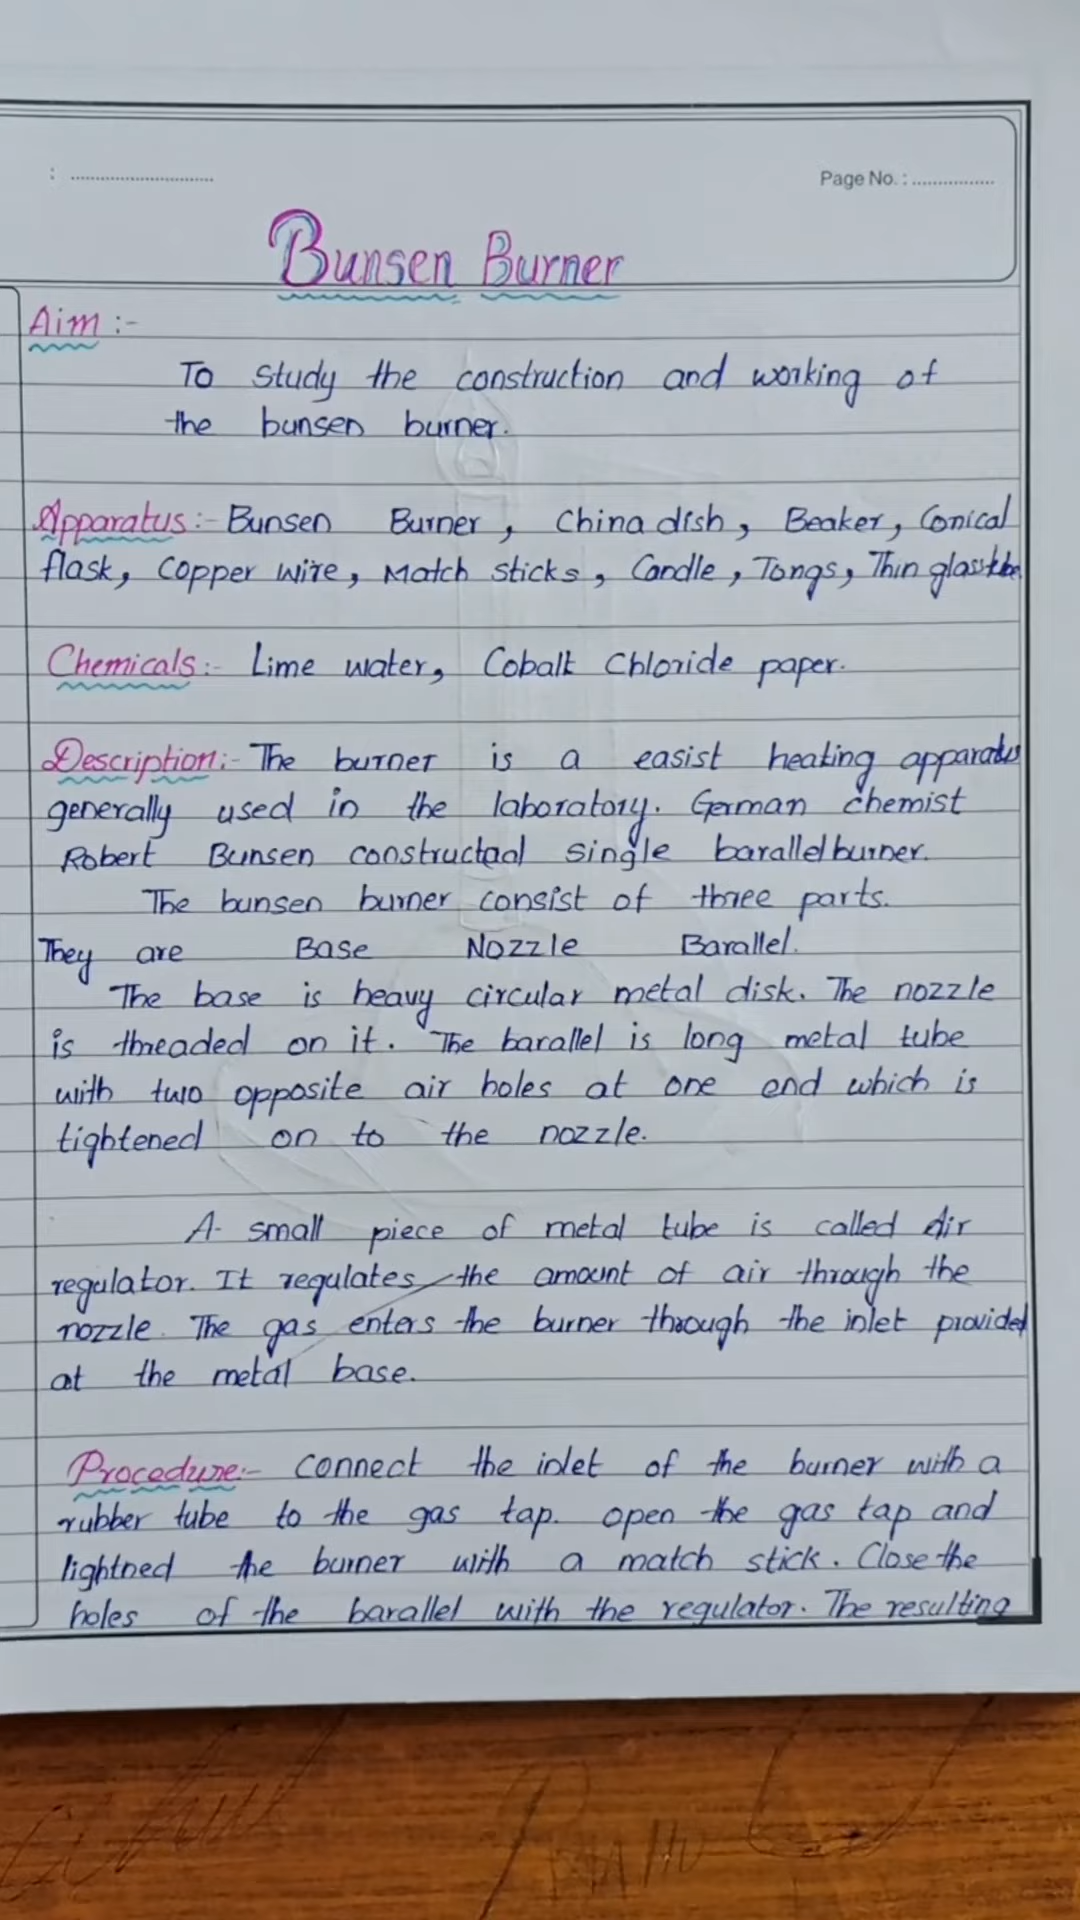 : ..............................
Page No. : ................
Bunsen Burner
Aim :-
To study the construction and working of
the bunsen burner.
Apparatus :- Bunsen Burner, China dish, Beaker, Conical
flask, Copper wire, Match sticks, Candle, Tongs, Thin glass
Chemicals :- Lime water, Cobalt Chloride paper.
Description :- The burner is a easist heating apparatus
generally used in the laboratory. German chemist
Robert Bunsen constructad single barallel burner.
The bunsen burner consist of three parts.
They are Base Nozzle Barallel.
The base is heavy circular metal disk. The nozzle
is threaded on it. The barallel is long metal tube
with two opposite air holes at one end which is
tightened on to the nozzle.
A small piece of metal tube is called air
regulator. It regulates the amount of air through the
nozzle. The gas enters the burner through the inlet provided
at the metal base.
Procedure:- connect the inlet of the burner with a
rubber tube to the gas tap. open the gas tap and
lightned the burner with a match stick. Close the
holes of the barallel with the regulator. The resulting